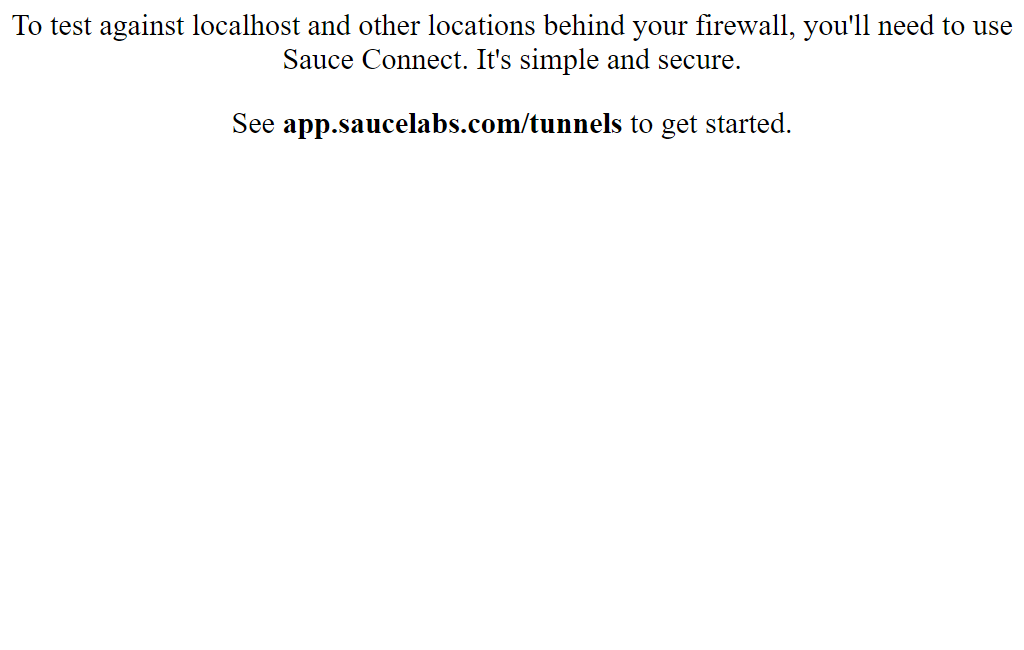 To test against localhost and other locations behind your firewall, you'll need to use
Sauce Connect. It's simple and secure.
See app.saucelabs.com/tunnels to get started.